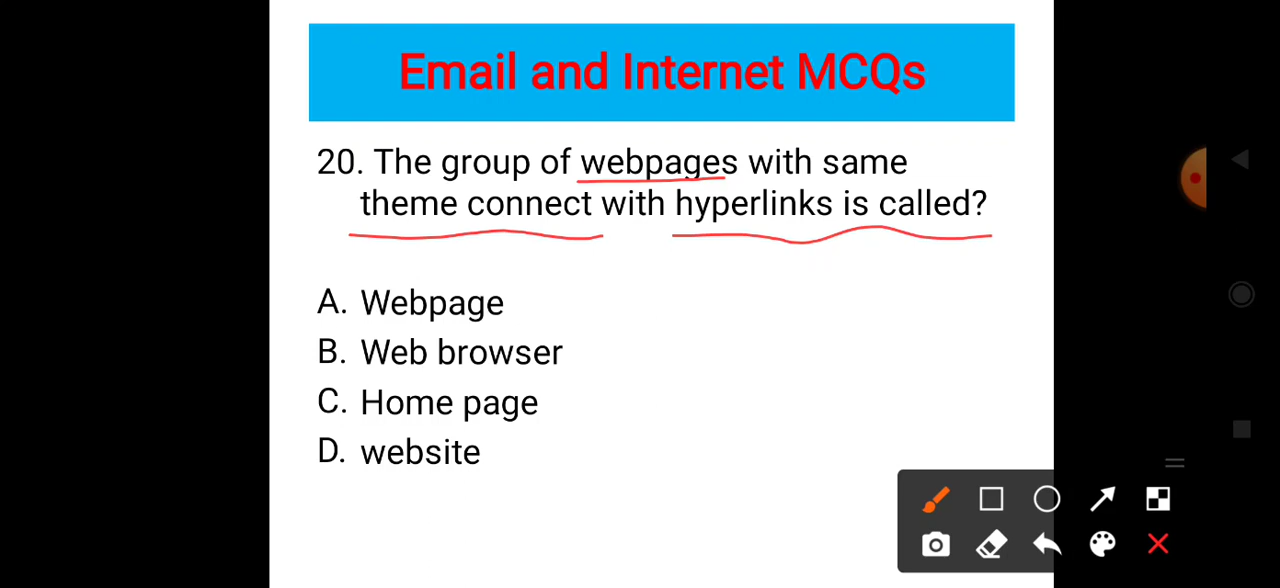 Email and Internet MCQs
20. The group of webpages with same
theme connect with hyperlinks is called?
A. Webpage
B. Web browser
C. Home page
D. website